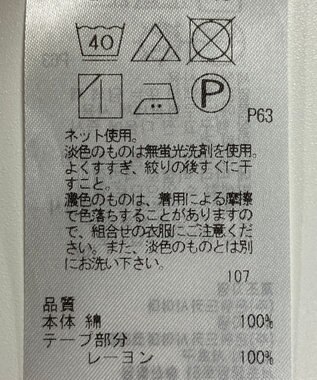 40
P
P63
ネット使用。
淡色のものは無蛍光洗剤を使用。
よくすすぎ、絞りの後すぐに干
すこと。
濃色のものは、着用による摩擦
で色落ちすることがありますの
で、組合せの衣服にご注意くだ
さい。また、淡色のものとは別
にお洗い下さい。
107
品質
本体 綿 100%
テープ部分
レーヨン 100%